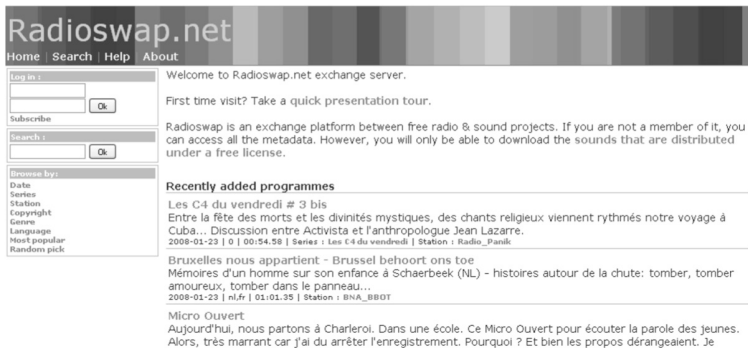 Radioswap.net
Home | Search | Help | About
Log in :
Ok
Subscribe
Search :
Ok
Browse by:
Date
Series
Station
Copyright
Genre
Language
Most popular
Random pick
Welcome to Radioswap.net exchange server.
First time visit? Take a quick presentation tour.
Radioswap is an exchange platform between free radio & sound projects. If you are not a member of it, you
can access all the metadata. However, you will only be able to download the sounds that are distributed
under a free license.
Recently added programmes
Les C4 du vendredi # 3 bis
Entre la fête des morts et les divinités mystiques, des chants religieux viennent rythmés notre voyage à
Cuba... Discussion entre Activista et l'anthropologue Jean Lazarre.
2008-01-23 | 0 | 00:54.58 | Series : Les C4 du vendredi | Station : Radio_Panik
Bruxelles nous appartient - Brussel behoort ons toe
Mémoires d'un homme sur son enfance à Schaerbeek (NL) - histoires autour de la chute: tomber, tomber
amoureux, tomber dans le panneau...
2008-01-23 | nl,fr | 01:01.35 | Station : BNA_BBOT
Micro Ouvert
Aujourd'hui, nous partons à Charleroi. Dans une école. Ce Micro Ouvert pour écouter la parole des jeunes.
Alors, très marrant car j'ai du arrêter l'enregistrement. Pourquoi ? Et bien les propos dérangeaient. Je